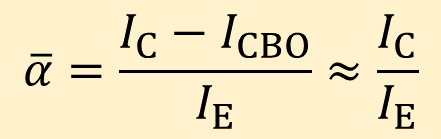 ᾱ = (I_C − I_CBO) / I_E ≈ I_C / I_E